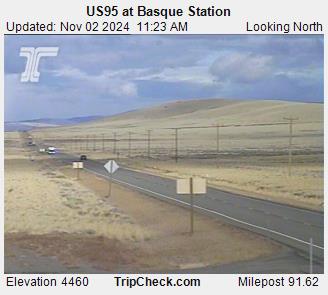 US95 at Basque Station
Updated: Nov 02 2024 11:23 AM Looking North
Elevation 4460 TripCheck.com Milepost 91.62